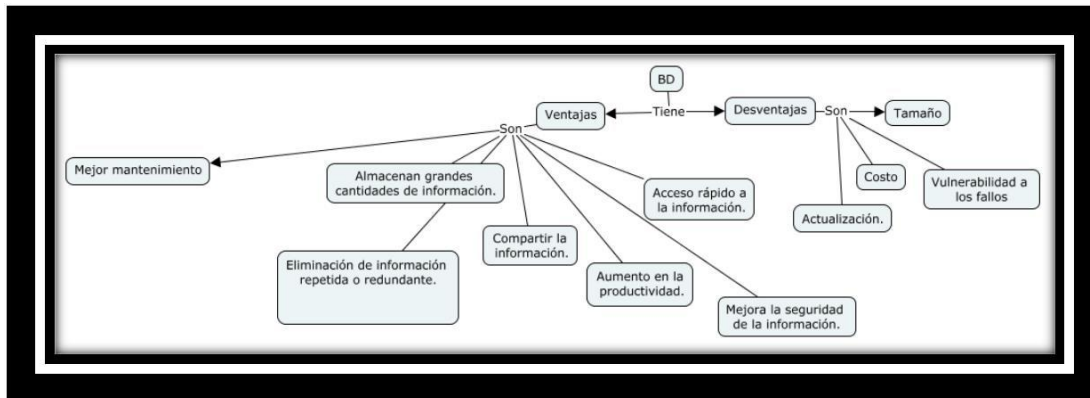 BD
Tiene
Ventajas
Son
Mejor mantenimiento
Almacenan grandes
cantidades de información.
Eliminación de información
repetida o redundante.
Compartir la
información.
Aumento en la
productividad.
Acceso rápido a
la información.
Mejora la seguridad
de la información.
Desventajas
Son
Tamaño
Costo
Actualización.
Vulnerabilidad a
los fallos